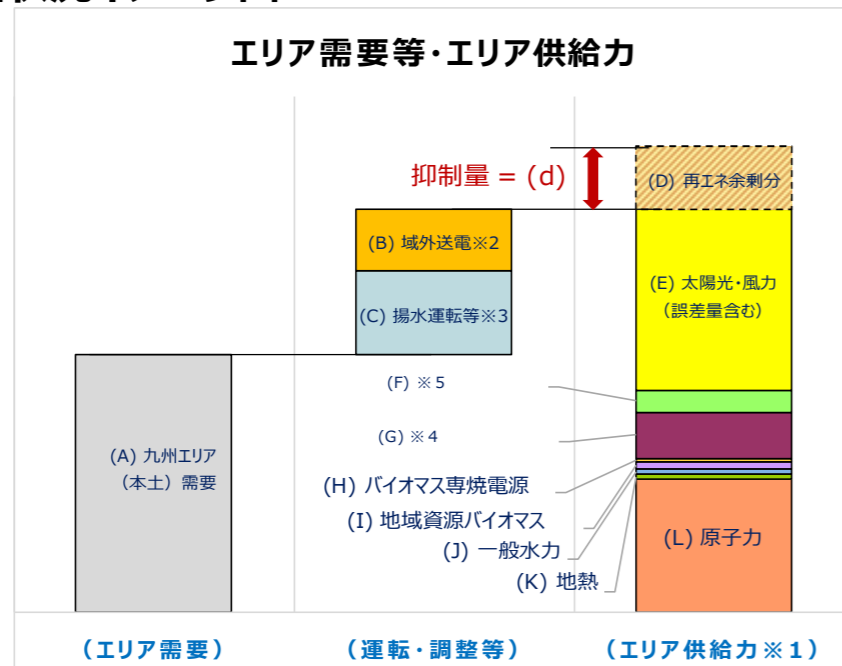 エリア需要等・エリア供給力
抑制量 = (d)
(D) 再エネ余剰分
(B) 域外送電※2
(C) 揚水運転等※3
(E) 太陽光・風力
(誤差量含む)
(F) ※5
(G) ※4
(A) 九州エリア
(本土) 需要
(H) バイオマス専焼電源
(I) 地域資源バイオマス
(J) 一般水力
(K) 地熱
(L) 原子力
(エリア需要)
(運転・調整等)
(エリア供給力※1)